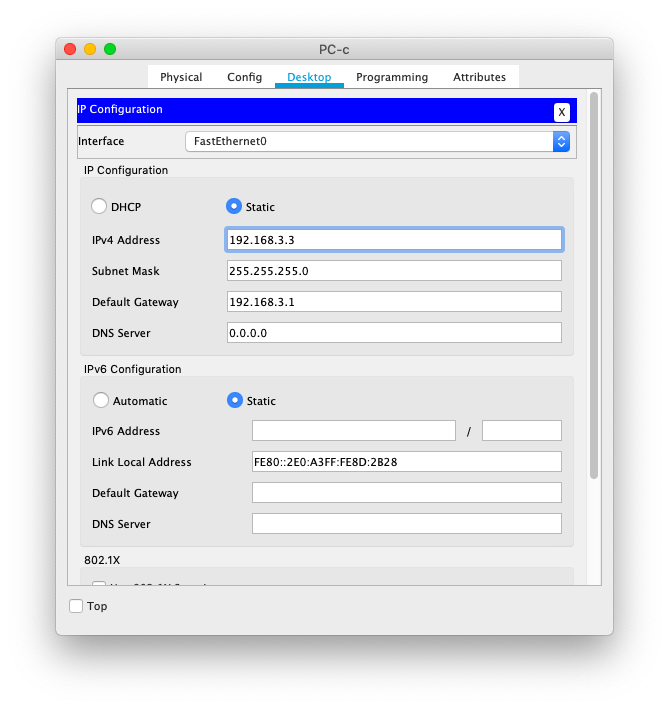 PC-c
Physical Config Desktop Programming Attributes
IP Configuration X
Interface FastEthernet0
IP Configuration
DHCP Static
IPv4 Address 192.168.3.3
Subnet Mask 255.255.255.0
Default Gateway 192.168.3.1
DNS Server 0.0.0.0
IPv6 Configuration
Automatic Static
IPv6 Address /
Link Local Address FE80::2E0:A3FF:FE8D:2B28
Default Gateway
DNS Server
802.1X
Top